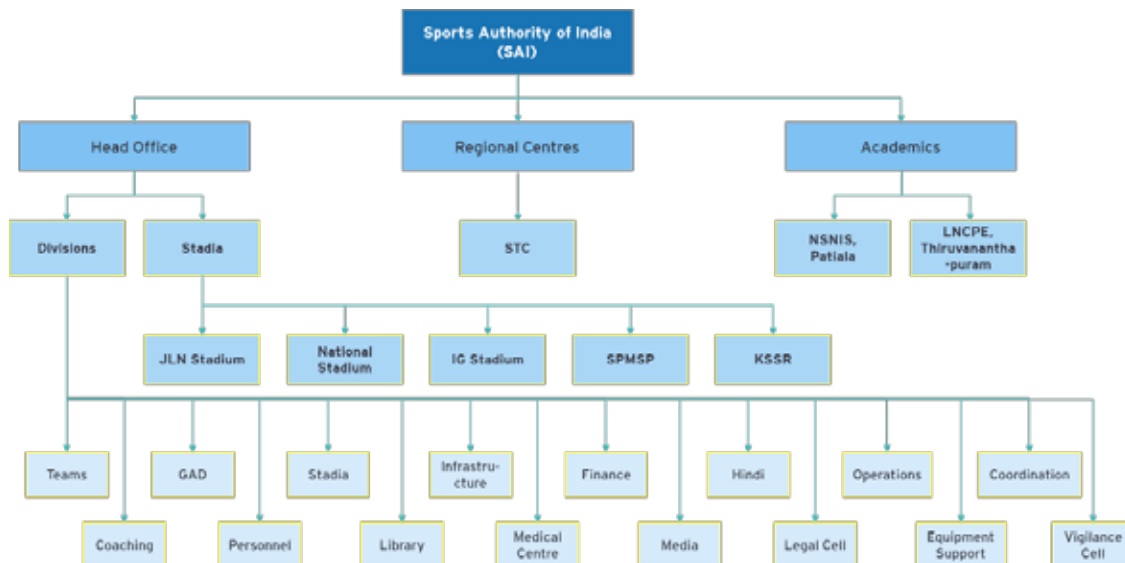 Sports Authority of India
(SAI)
Head Office
Regional Centres
Academics
Divisions
Stadia
STC
NSNIS,
Patiala
LNCPE,
Thiruvanantha
-puram
JLN Stadium
National
Stadium
IG Stadium
SPMSP
KSSR
Teams
GAD
Stadia
Infrastru-
cture
Finance
Hindi
Operations
Coordination
Coaching
Personnel
Library
Medical
Centre
Media
Legal Cell
Equipment
Support
Vigilance
Cell